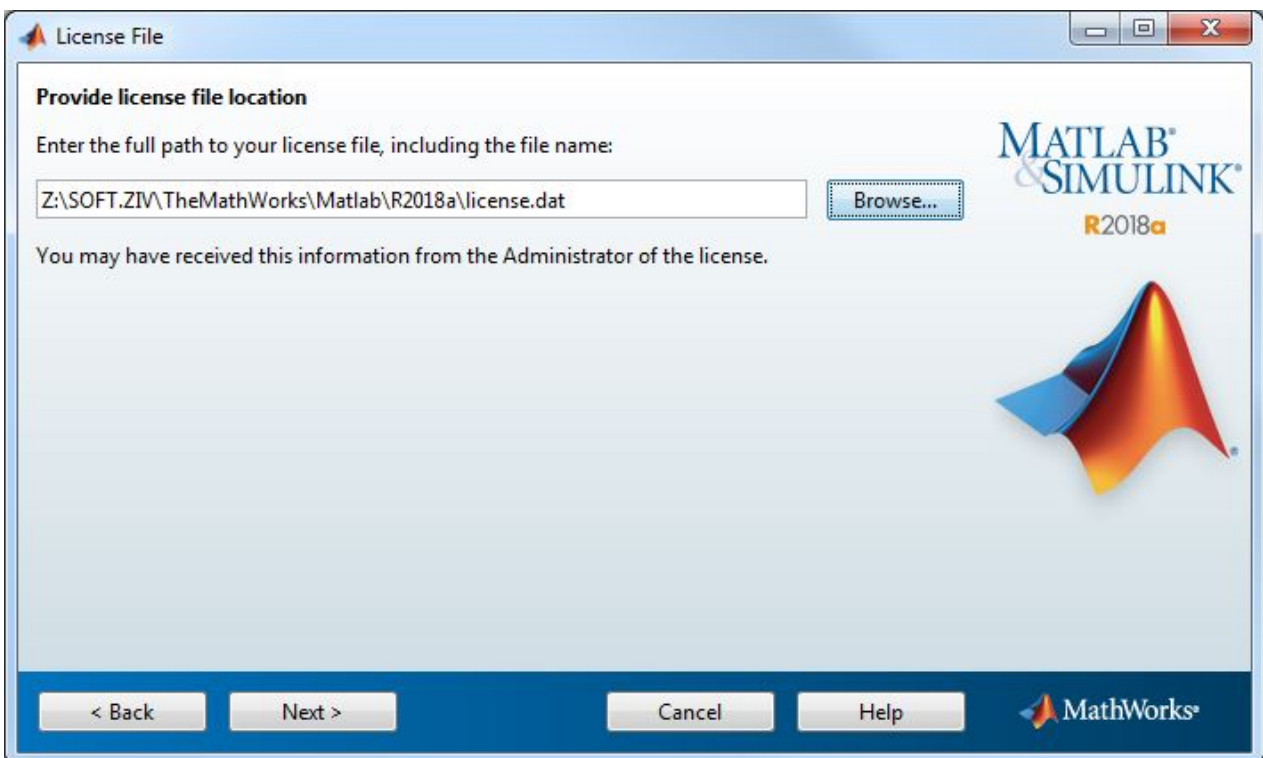 License File
Provide license file location
Enter the full path to your license file, including the file name:
Z:\SOFT.ZIV\TheMathWorks\Matlab\R2018a\license.dat
Browse...
You may have received this information from the Administrator of the license.
MATLAB®
&SIMULINK®
R2018a
®
< Back
Next >
Cancel
Help
MathWorks®